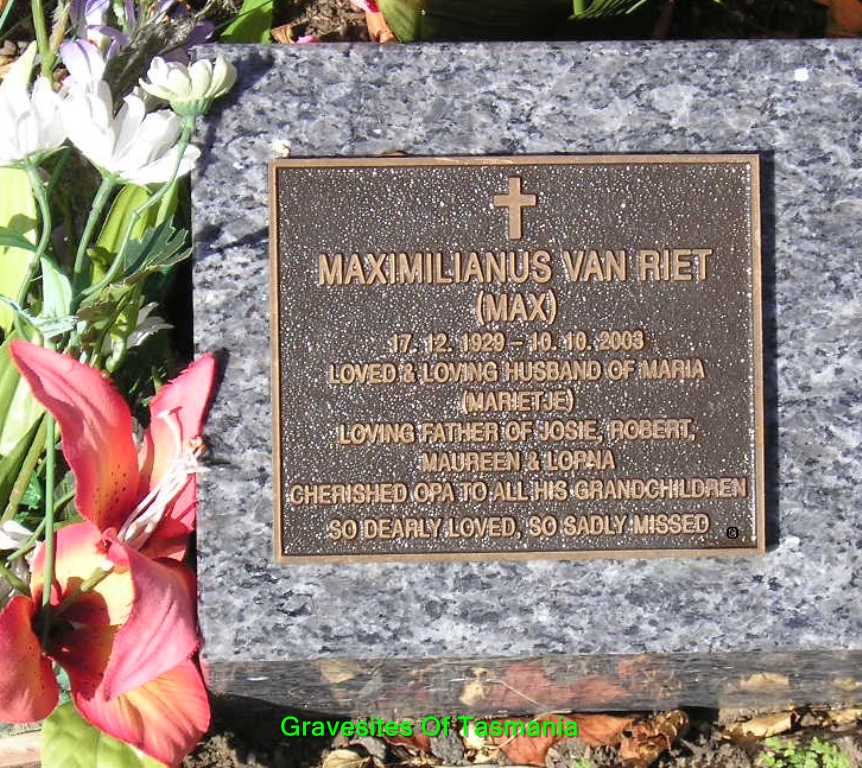 MAXIMILIANUS VAN RIET
(MAX)
17. 12. 1929 – 10. 10. 2003
LOVED & LOVING HUSBAND OF MARIA
(MARIETJE)
LOVING FATHER OF JOSIE, ROBERT,
MAUREEN & LORNA
CHERISHED OPA TO ALL HIS GRANDCHILDREN
SO DEARLY LOVED, SO SADLY MISSED
Gravesites Of Tasmania